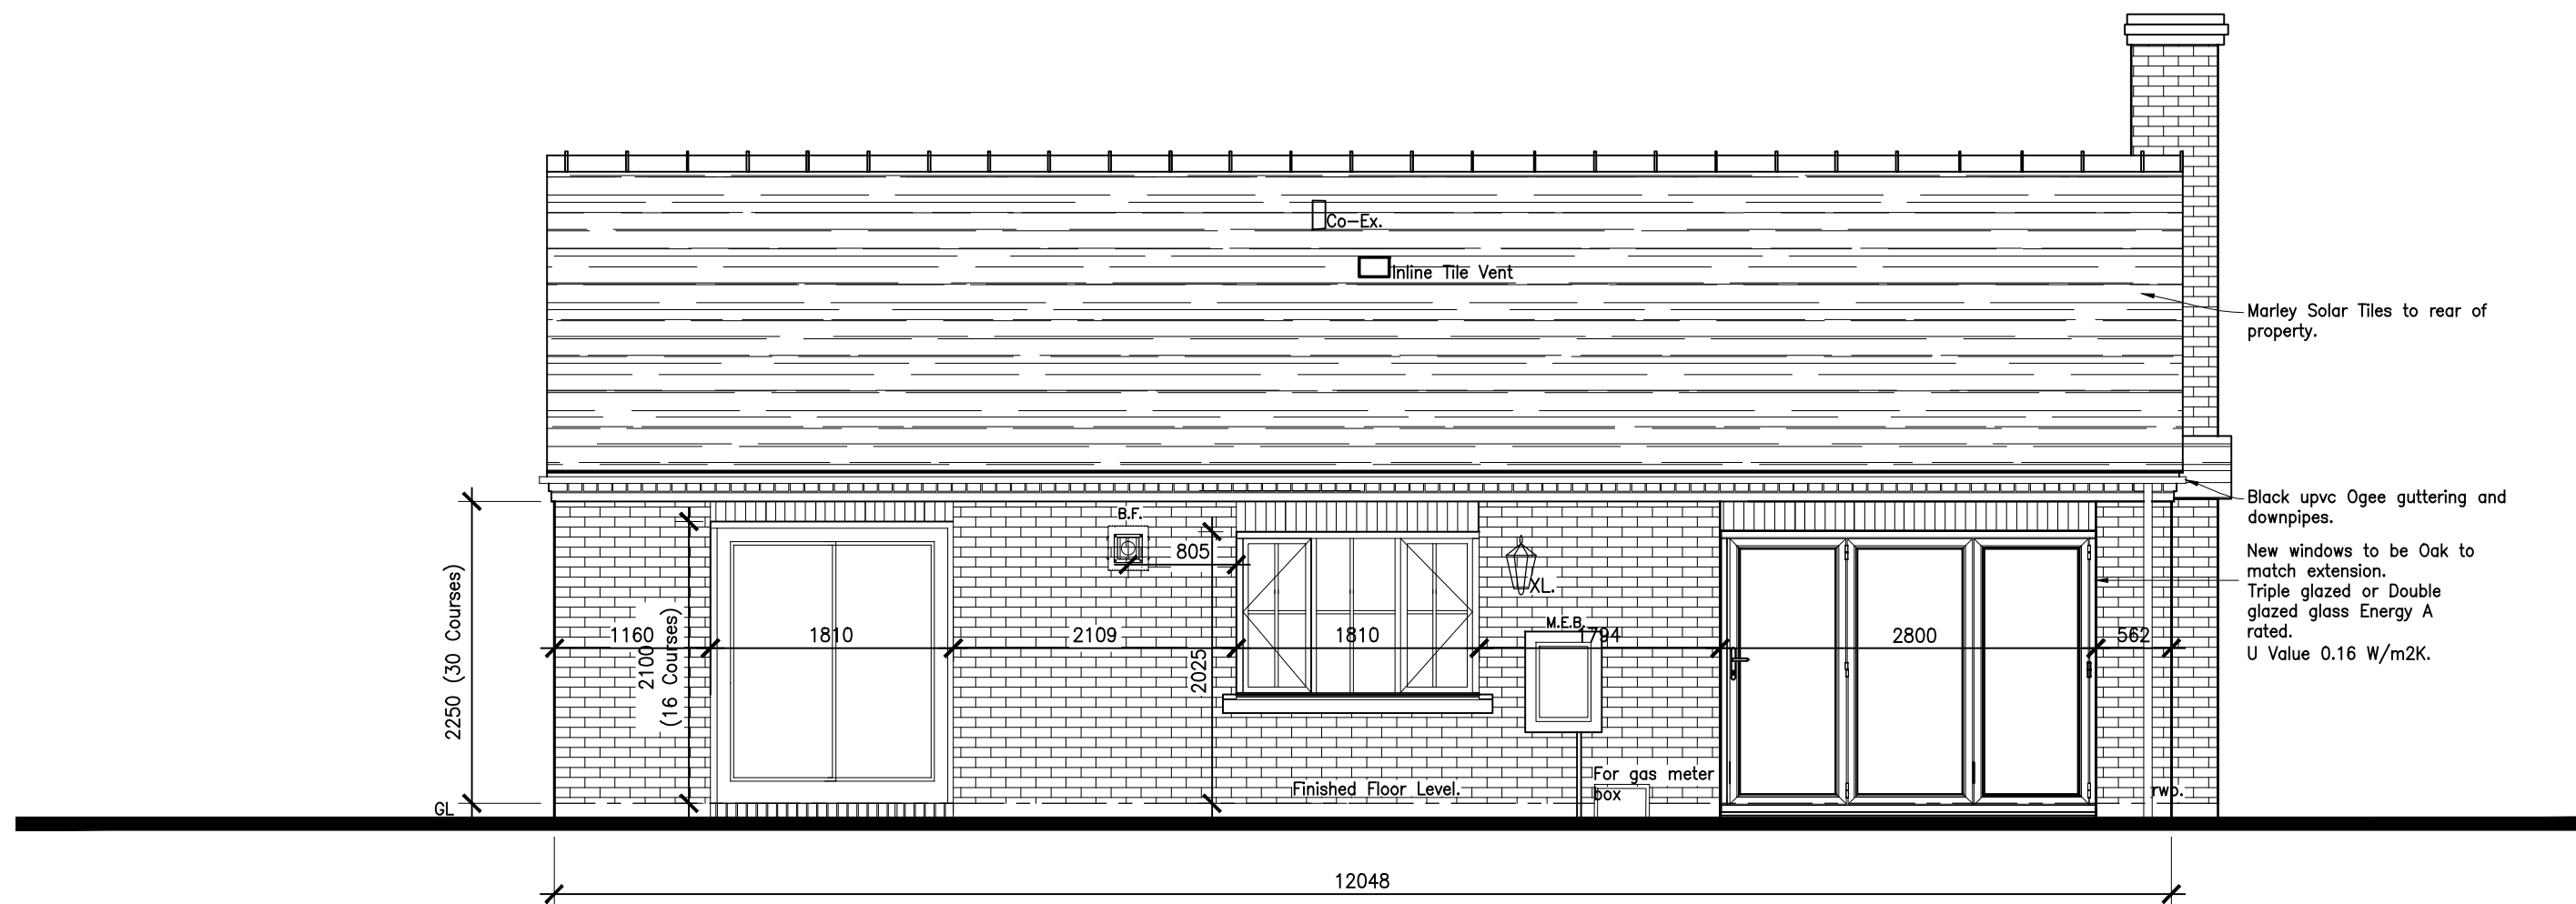 Co-Ex.
Inline Tile Vent
Marley Solar Tiles to rear of
property.
Black upvc Ogee guttering and
downpipes.
New windows to be Oak to
match extension.
Triple glazed or Double
glazed glass Energy A
rated.
U Value 0.16 W/m2K.
B.F.
805
XL.
M.E.B.
1160
1810
2109
1810
1794
2800
562
2250 (30 Courses)
2100
(16 Courses)
2025
For gas meter
box
Finished Floor Level.
rwp.
GL
12048